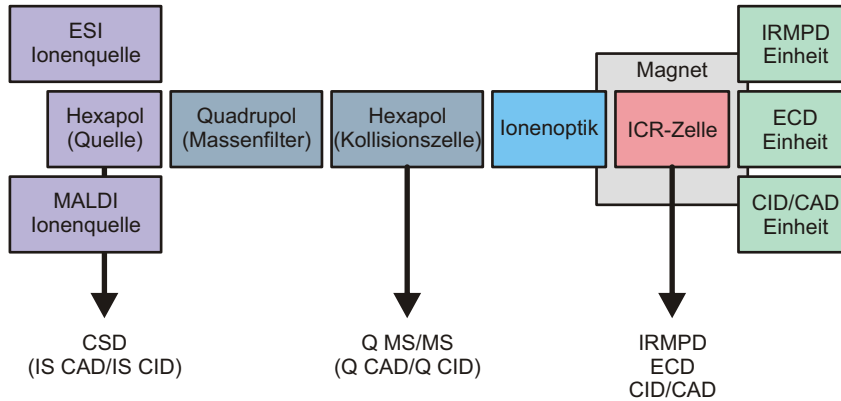 ESI
Ionenquelle
IRMPD
Einheit
Magnet
Hexapol
(Quelle)
Quadrupol
(Massenfilter)
Hexapol
(Kollisionszelle)
Ionenoptik
ICR-Zelle
ECD
Einheit
MALDI
Ionenquelle
CID/CAD
Einheit
CSD
(IS CAD/IS CID)
Q MS/MS
(Q CAD/Q CID)
IRMPD
ECD
CID/CAD